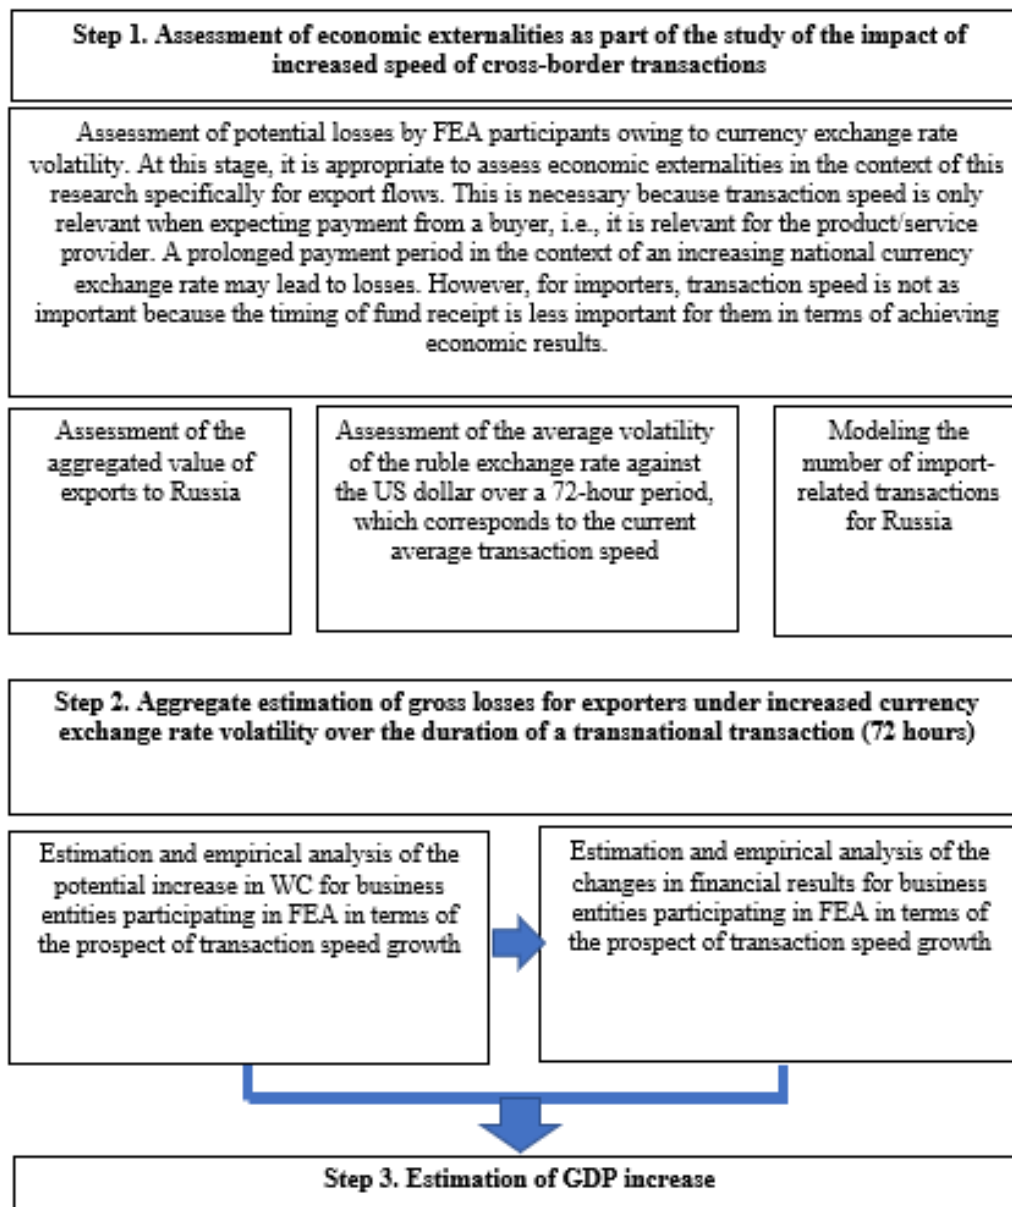 Step 1. Assessment of economic externalities as part of the study of the impact of
increased speed of cross-border transactions
Assessment of potential losses by FEA participants owing to currency exchange rate
volatility. At this stage, it is appropriate to assess economic externalities in the context of this
research specifically for export flows. This is necessary because transaction speed is only
relevant when expecting payment from a buyer, i.e., it is relevant for the product/service
provider. A prolonged payment period in the context of an increasing national currency
exchange rate may lead to losses. However, for importers, transaction speed is not as
important because the timing of fund receipt is less important for them in terms of achieving
economic results.
Assessment of the
aggregated value of
exports to Russia
Assessment of the average volatility
of the ruble exchange rate against
the US dollar over a 72-hour period,
which corresponds to the current
average transaction speed
Modeling the
number of import-
related transactions
for Russia
Step 2. Aggregate estimation of gross losses for exporters under increased currency
exchange rate volatility over the duration of a transnational transaction (72 hours)
Estimation and empirical analysis of the
potential increase in WC for business
entities participating in FEA in terms of
the prospect of transaction speed growth
Estimation and empirical analysis of the
changes in financial results for business
entities participating in FEA in terms of
the prospect of transaction speed growth
Step 3. Estimation of GDP increase